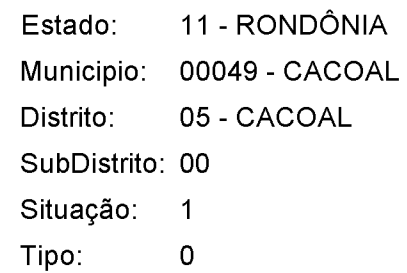 Estado: 11 - RONDÔNIA
Municipio: 00049 - CACOAL
Distrito: 05 - CACOAL
SubDistrito: 00
Situação: 1
Tipo: 0